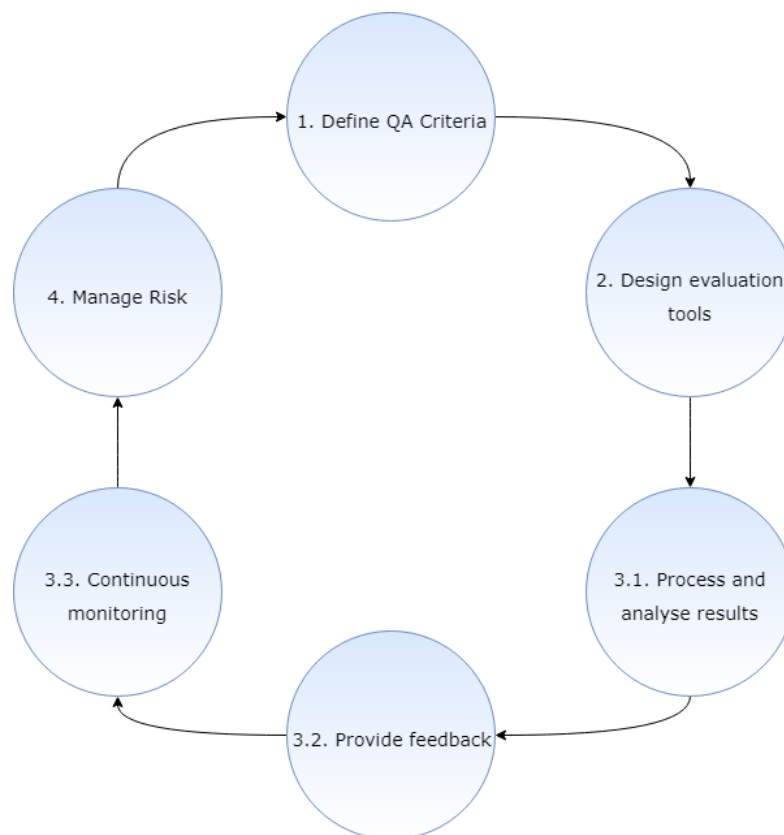 1. Define QA Criteria
2. Design evaluation
tools
3.1. Process and
analyse results
3.2. Provide feedback
3.3. Continuous
monitoring
4. Manage Risk